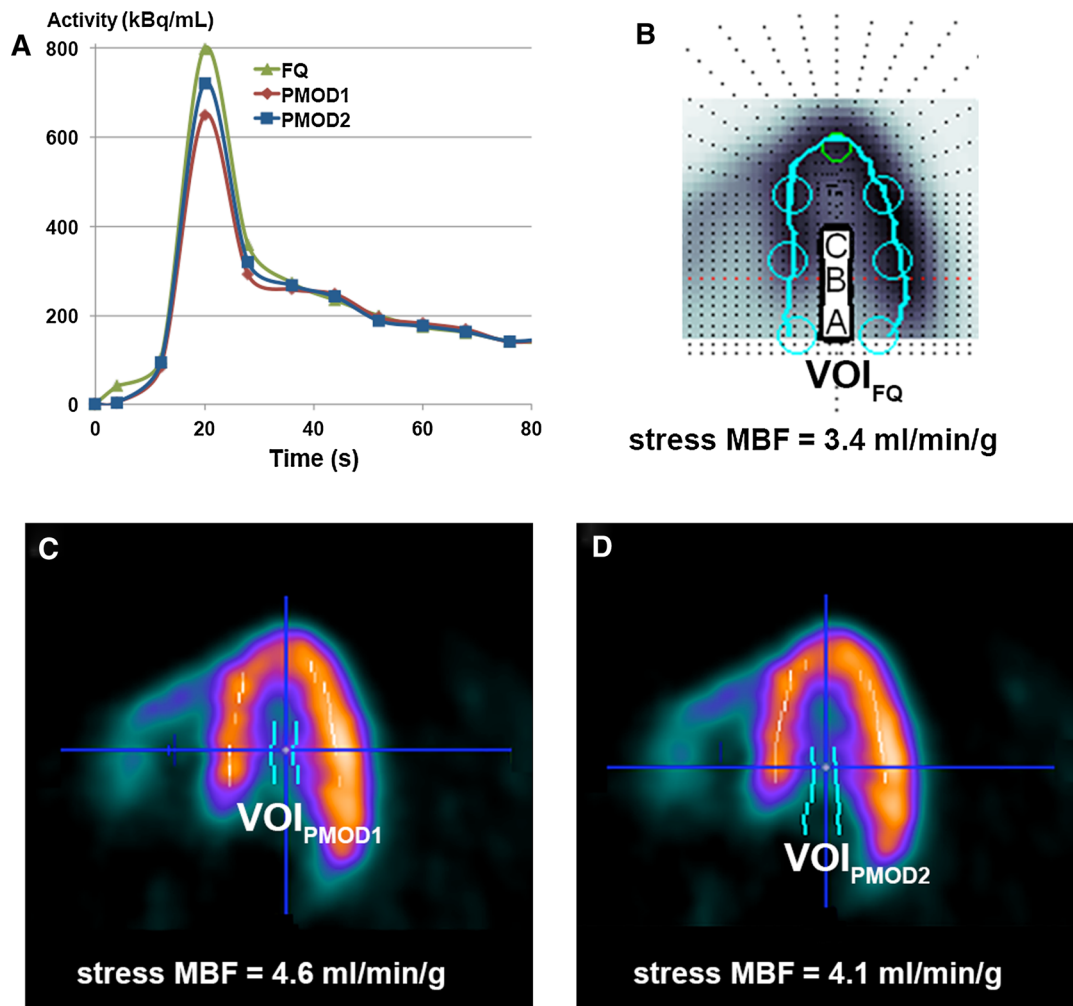 Activity (kBq/mL)
A
800
600
400
200
0
FQ
PMOD1
PMOD2
0
20
40
60
80
Time (s)
B
C
B
A
VOIFQ
stress MBF = 3.4 ml/min/g
C
VOIPMOD1
stress MBF = 4.6 ml/min/g
D
VOIPMOD2
stress MBF = 4.1 ml/min/g